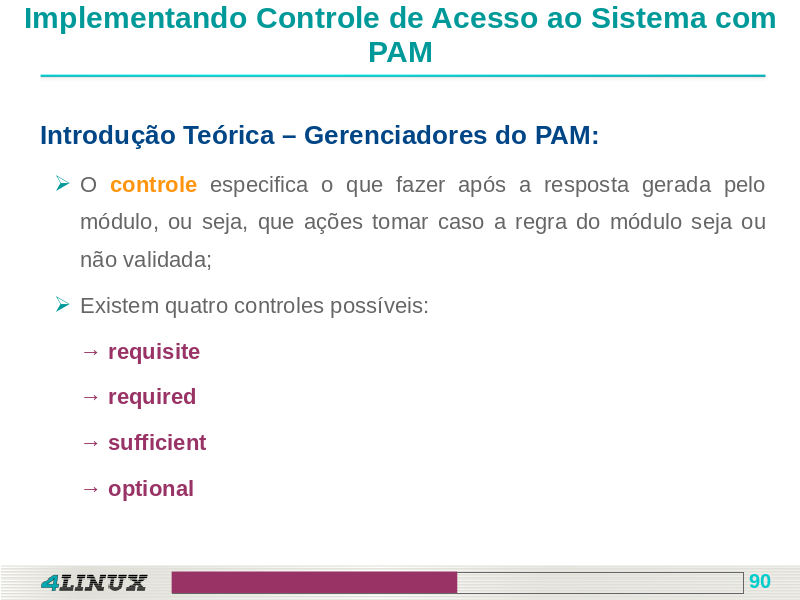 Implementando Controle de Acesso ao Sistema com
PAM
Introdução Teórica – Gerenciadores do PAM:
➢ O controle especifica o que fazer após a resposta gerada pelo
módulo, ou seja, que ações tomar caso a regra do módulo seja ou
não validada;
➢ Existem quatro controles possíveis:
→ requisite
→ required
→ sufficient
→ optional
4LINUX
90